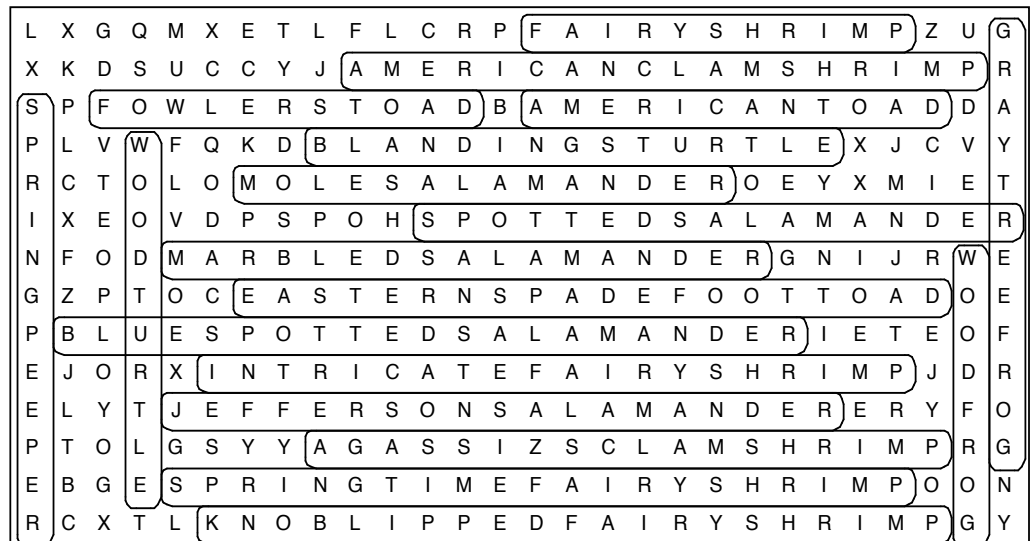 L X G Q M X E T L F L C R P F A I R Y S H R I M P Z U G
X K D S U C C Y J A M E R I C A N C L A M S H R I M P R
S P F O W L E R S T O A D B A M E R I C A N T O A D D A
P L V W F Q K D B L A N D I N G S T U R T L E X J C V Y
R C T O L O M O L E S A L A M A N D E R O E Y X M I E T
I X E O V D P S P O H S P O T T E D S A L A M A N D E R
N F O D M A R B L E D S A L A M A N D E R G N I J R W E
G Z P T O C E A S T E R N S P A D E F O O T T O A D O E
P B L U E S P O T T E D S A L A M A N D E R I E T E O F
E J O R X I N T R I C A T E F A I R Y S H R I M P J D R
E L Y T J E F F E R S O N S A L A M A N D E R E R Y F O
P T O L G S Y Y A G A S S I Z S C L A M S H R I M P R G
E B G E S P R I N G T I M E F A I R Y S H R I M P O O N
R C X T L K N O B L I P P E D F A I R Y S H R I M P G Y